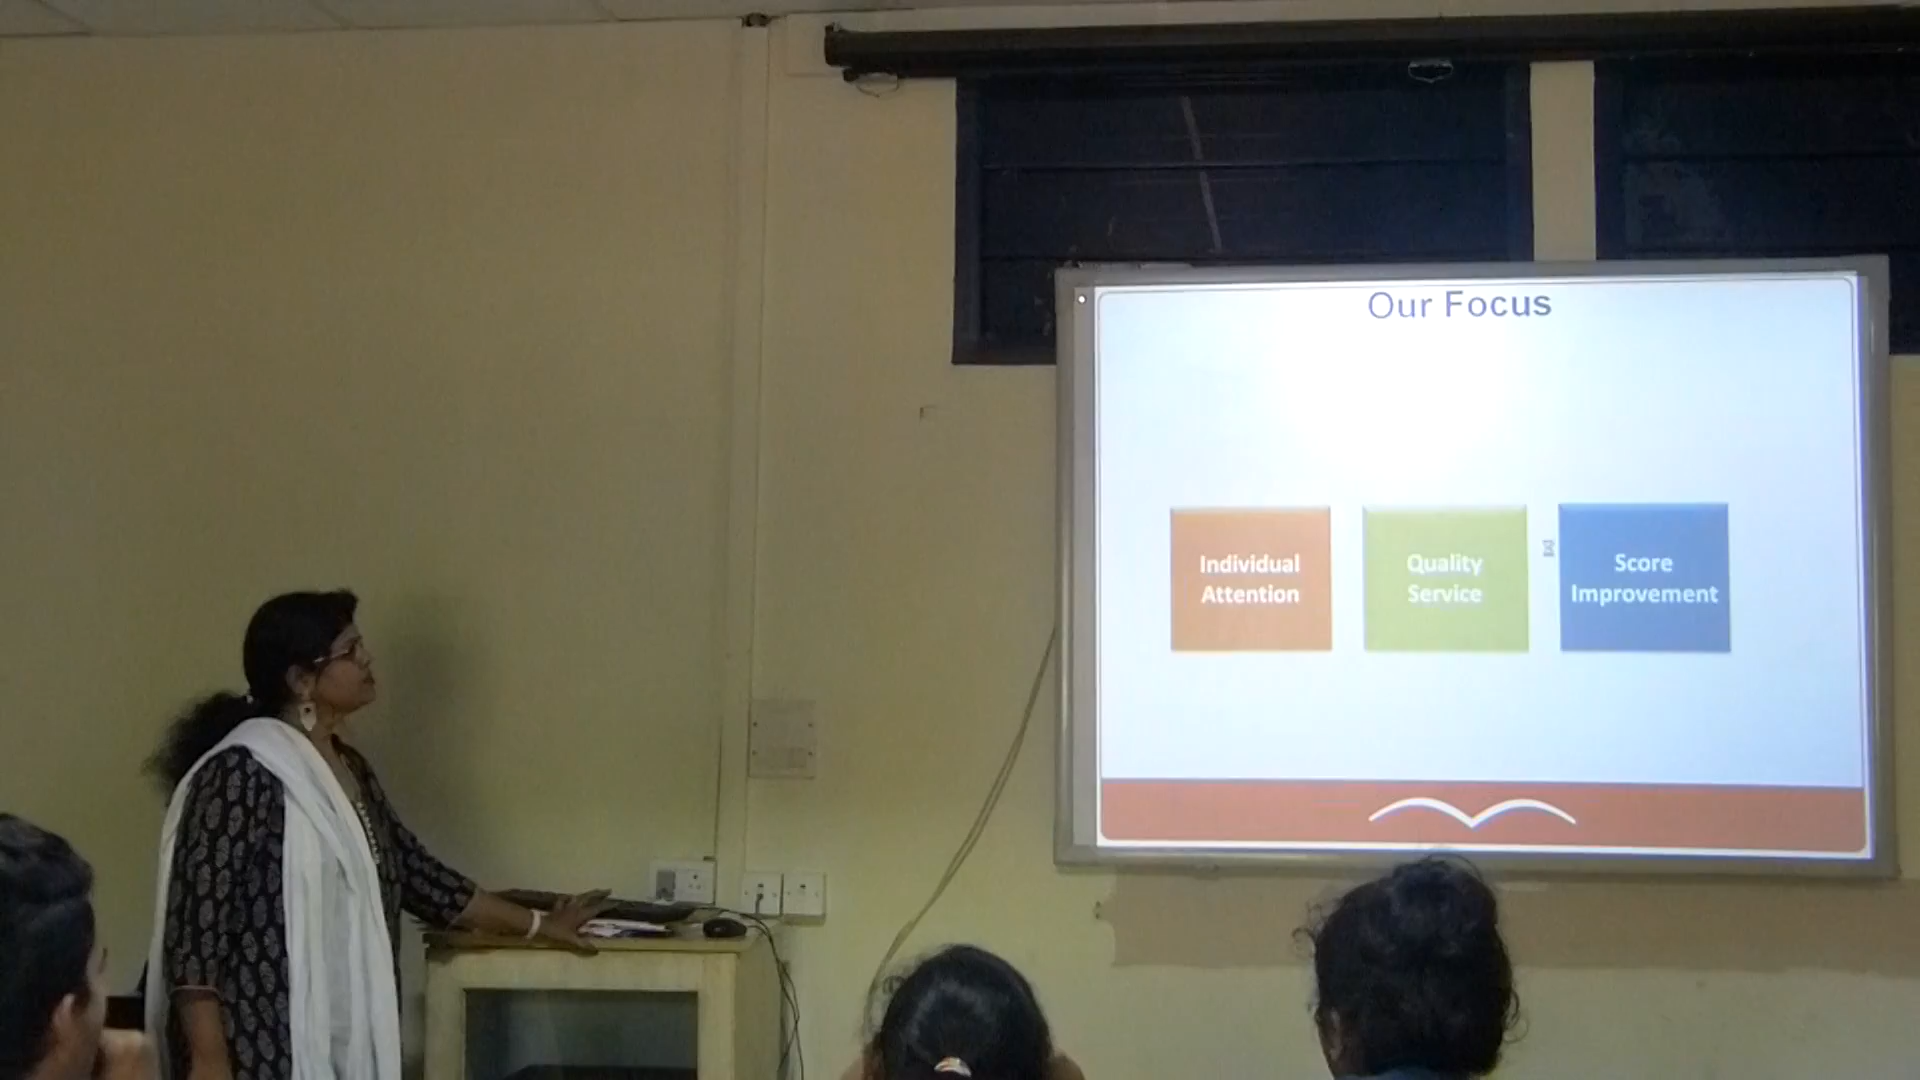 Our Focus
Individual
Attention
Quality
Service
Score
Improvement